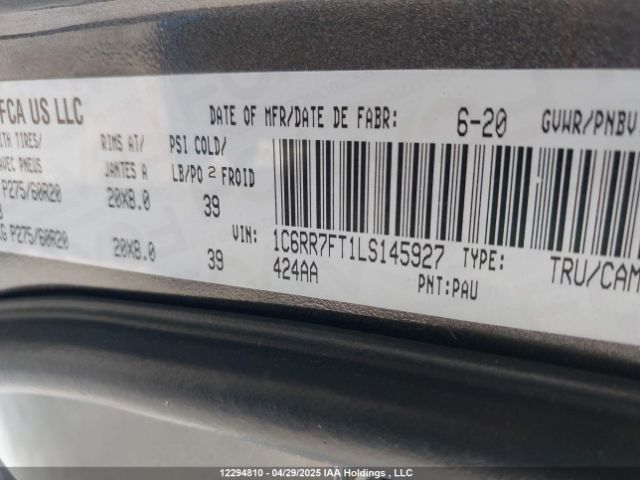 FCA US LLC
DATE OF MFR/DATE DE FABR: 6-20 GVWR/PNBV
TIRES/ RIMS AT/ PSI COLD/
AVEC PNEUS JANTES A LB/PO 2 FROID
P275/60R20 20X8.0 39
P275/60R20 20X8.0 39
VIN: 1C6RR7FT1LS145927 TYPE: TRU/CAM
424AA PNT:PAU
12294810 - 04/29/2025 IAA Holdings , LLC